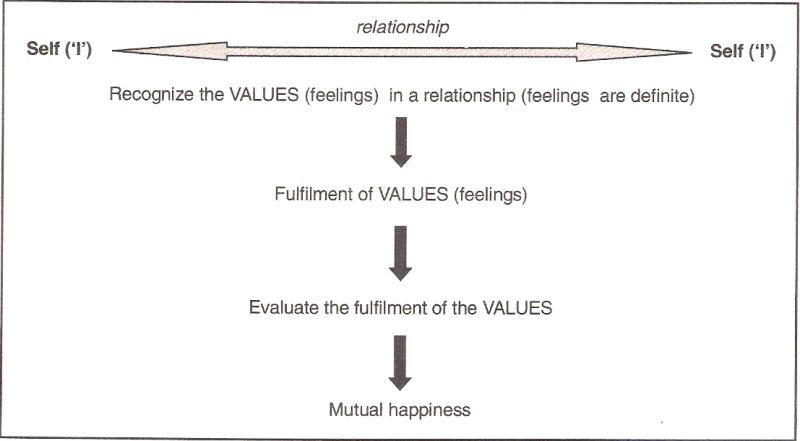 relationship
Self ('I') Self ('I')
Recognize the VALUES (feelings) in a relationship (feelings are definite)
Fulfilment of VALUES (feelings)
Evaluate the fulfilment of the VALUES
Mutual happiness